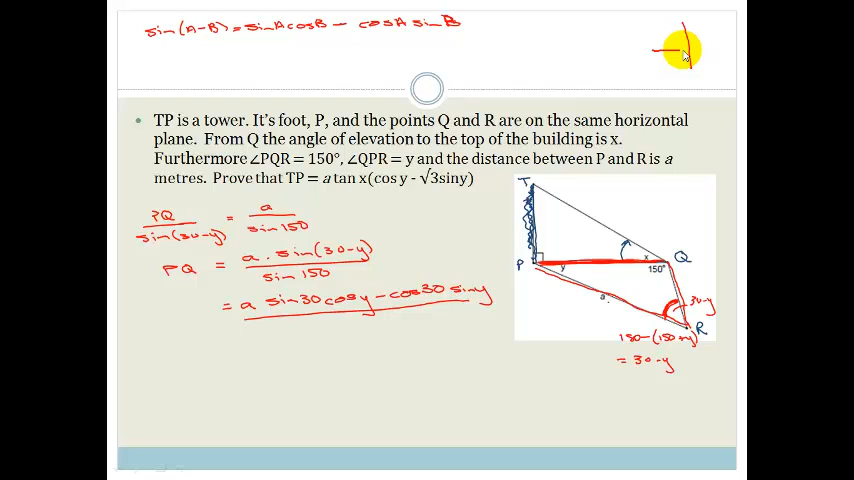 sin(A-B)=sinAcosB - cosA sinB
• TP is a tower. It's foot, P, and the points Q and R are on the same horizontal
plane. From Q the angle of elevation to the top of the building is x.
Furthermore ∠PQR = 150°, ∠QPR = y and the distance between P and R is a
metres. Prove that TP = a tan x(cos y - √3siny)
PQ/sin(30-y) = a/sin150
PQ = a.sin(30-y)/sin150
= a sin30cosy-cos30siny
T
P
y
x
Q
150°
a.
30-y
R
180-(150+y)
= 30-y